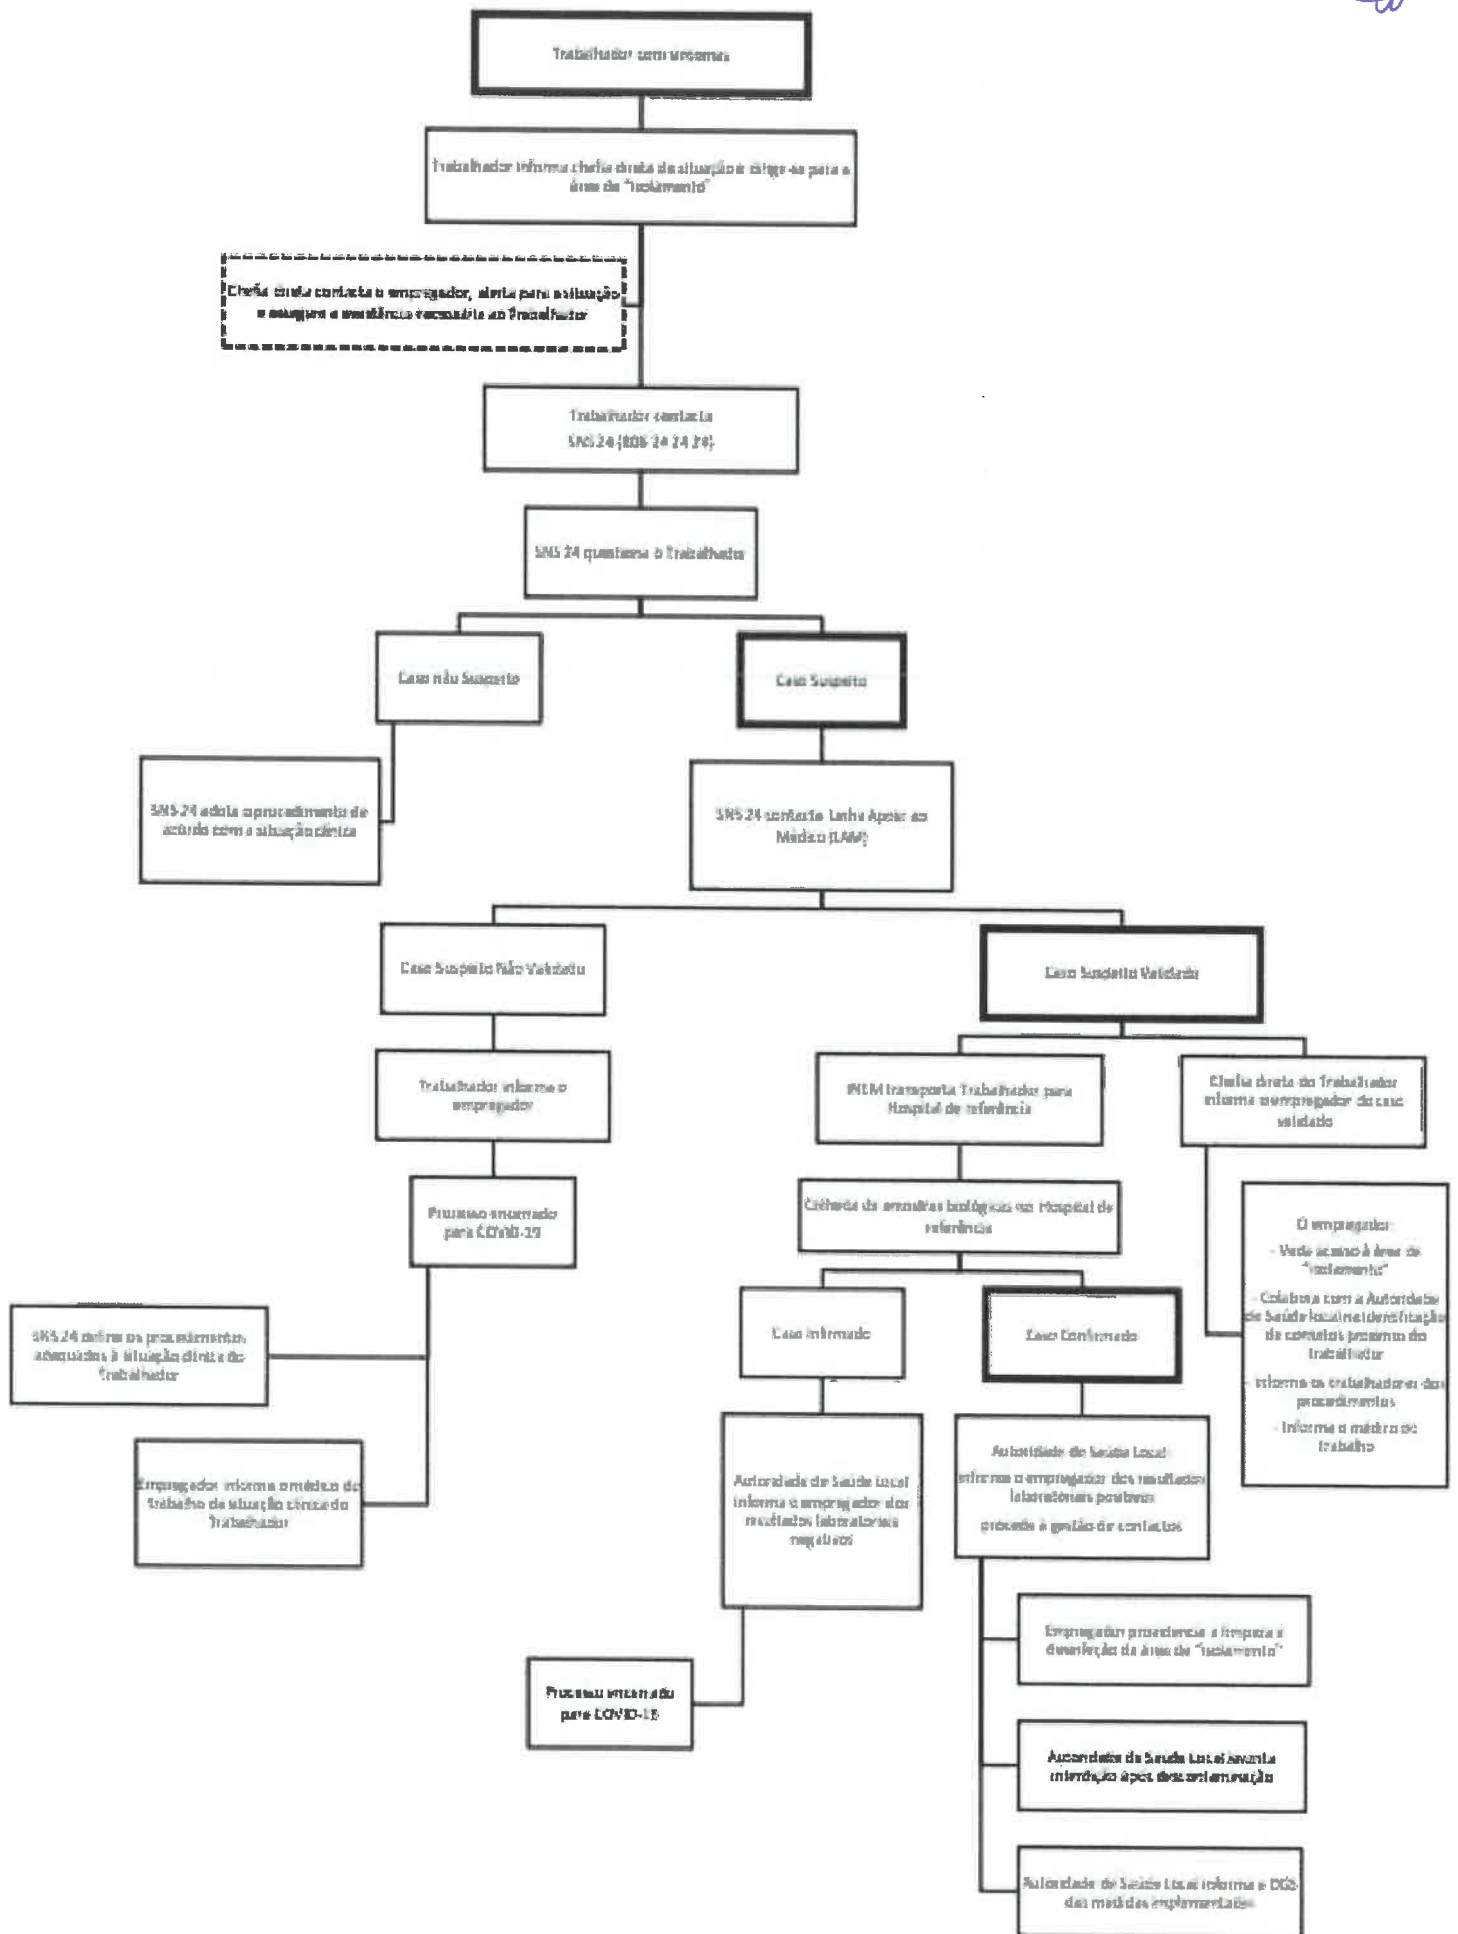 Trabalhador com sintomas
Trabalhador informa chefia direta da situação e dirige-se para a
área de "isolamento"
Chefia direta contacta o empregador, alerta para a situação
e assegura a assistência necessária ao Trabalhador
Trabalhador contacta
SNS 24 (808 24 24 24)
SNS 24 questiona o Trabalhador
Caso não Suspeito
Caso Suspeito
SNS 24 adota o procedimento de
acordo com a situação clínica
SNS 24 contacta Linha Apoio ao
Médico (LAM)
Caso Suspeito Não Validado
Caso Suspeito Validado
Trabalhador informa o
empregador
INEM transporta Trabalhador para
Hospital de referência
Chefia direta do Trabalhador
informa o empregador do caso
validado
Processo encerrado
para COVID-19
Colheita de amostras biológicas no Hospital de
referência
O empregador:
- Veda acesso à área de
"isolamento"
- Colabora com a Autoridade
de Saúde local na identificação
de contatos próximos do
trabalhador
- Informa os trabalhadores dos
procedimentos
- Informa o médico do
trabalho
SNS 24 define os procedimentos
adequados à situação clínica do
Trabalhador
Caso Infirmado
Caso Confirmado
Empregador informa o médico do
trabalho da situação clínica do
Trabalhador
Autoridade de Saúde Local
informa o empregador dos
resultados laboratoriais
negativos
Autoridade de Saúde Local:
informa o empregador dos resultados
laboratoriais positivos
procede à gestão de contactos
Empregador providencia a limpeza e
desinfeção da área de "isolamento"
Processo encerrado
para COVID-19
Autoridade de Saúde Local levanta
interdição após descontaminação
Autoridade de Saúde Local informa a DGS
das medidas implementadas